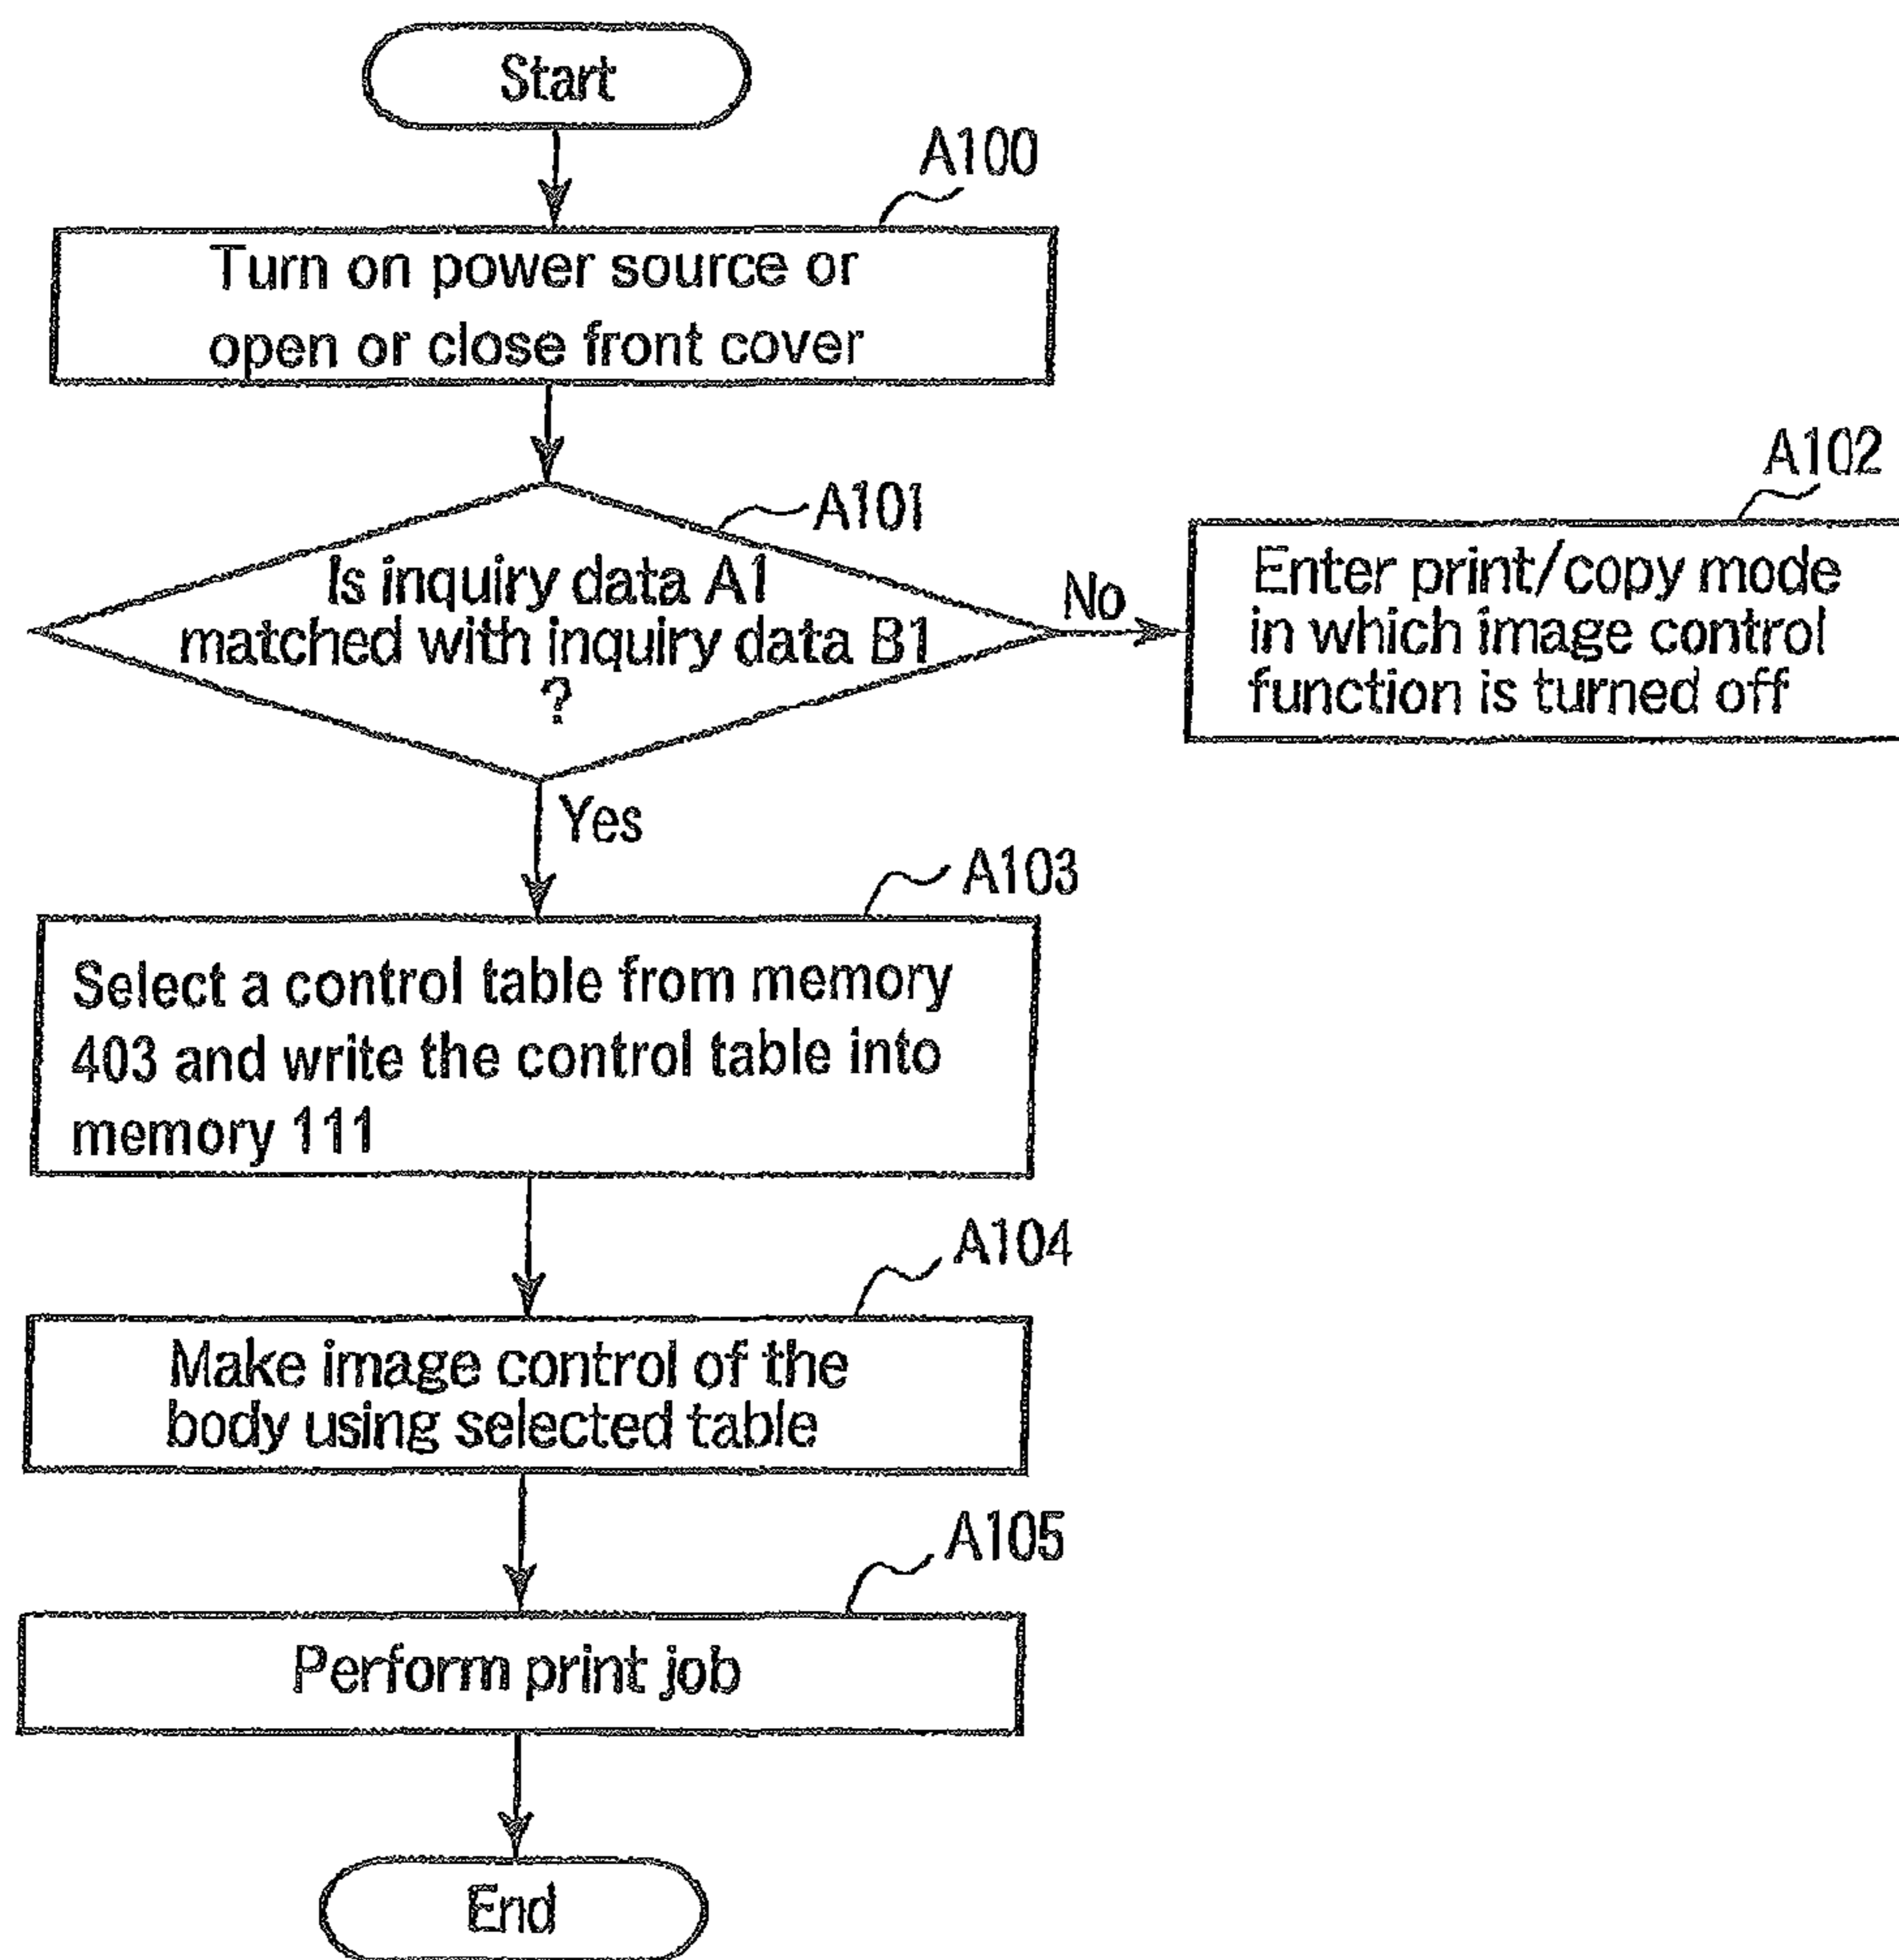 Start
A100
Turn on power source or
open or close front cover
A101
Is inquiry data A1
matched with inquiry data B1
?
No
A102
Enter print/copy mode
in which image control
function is turned off
Yes
A103
Select a control table from memory
403 and write the control table into
memory 111
A104
Make image control of the
body using selected table
A105
Perform print job
End